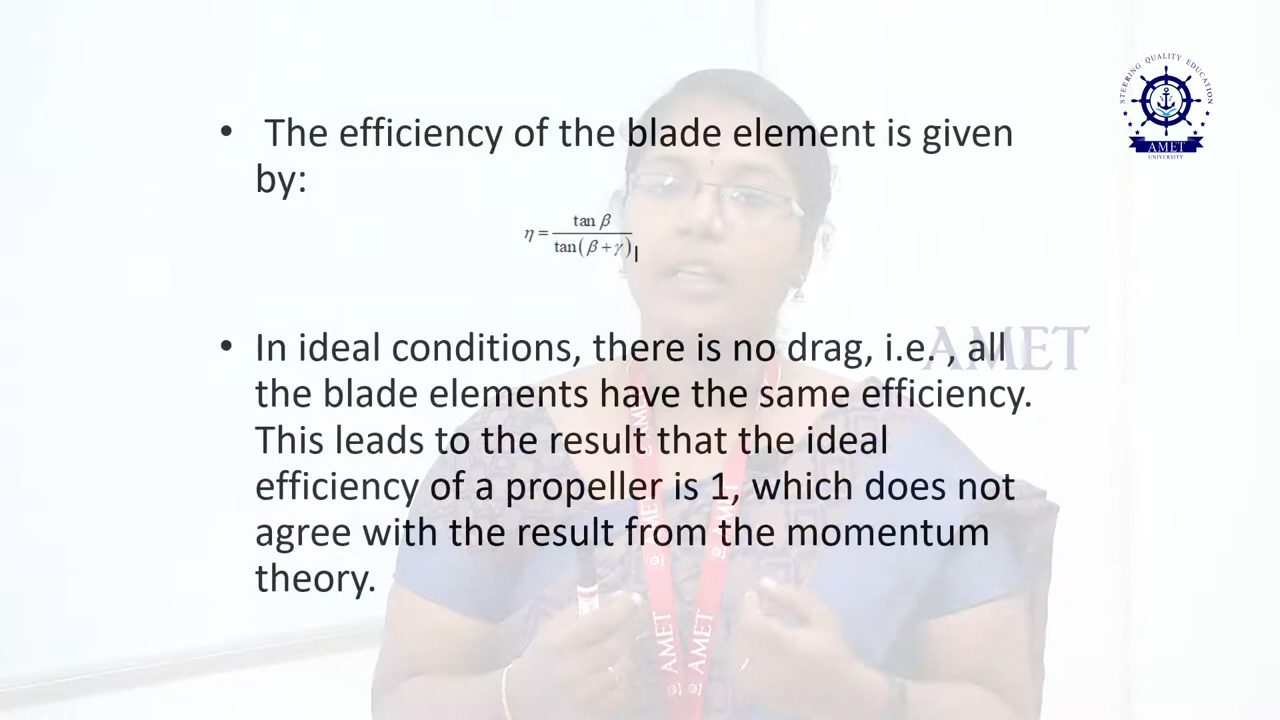 STEERING QUALITY EDUCATION
AMET
UNIVERSITY
• The efficiency of the blade element is given
by:
η = tan β / tan(β + γ)
AMET
• In ideal conditions, there is no drag, i.e. , all
the blade elements have the same efficiency.
This leads to the result that the ideal
efficiency of a propeller is 1, which does not
agree with the result from the momentum
theory.
AMET
AMET